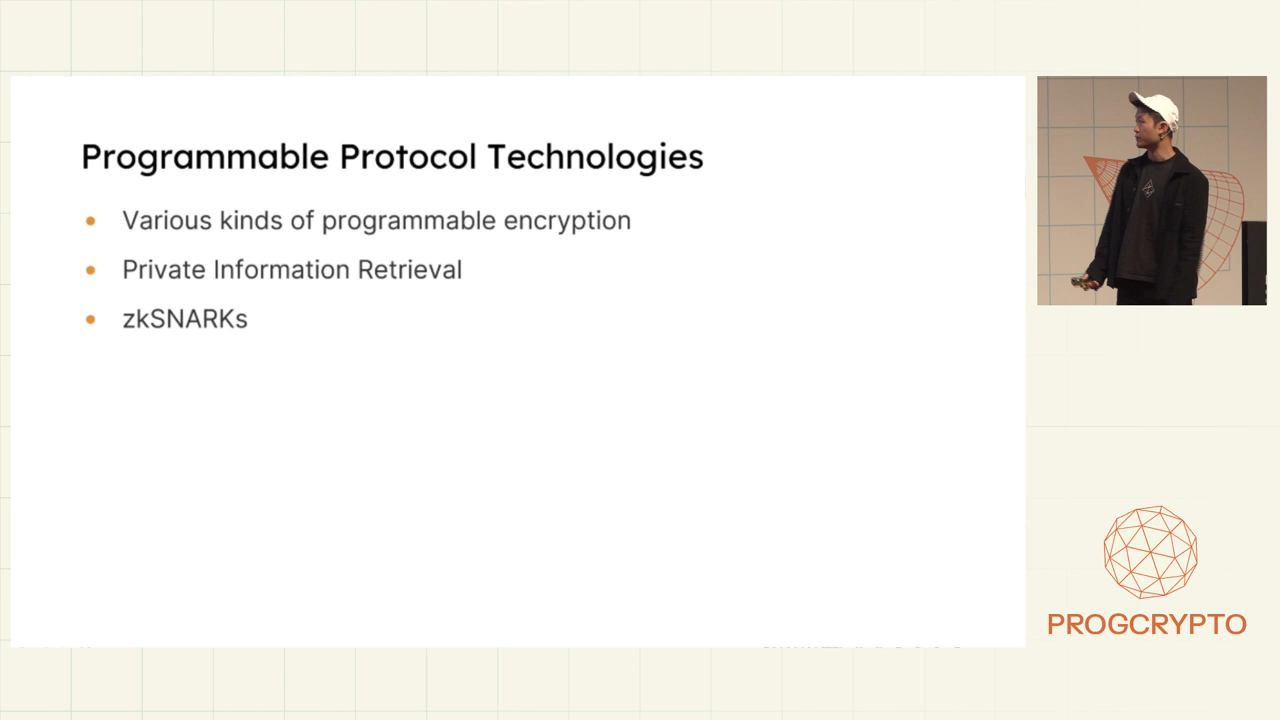 Programmable Protocol Technologies
Various kinds of programmable encryption
Private Information Retrieval
zkSNARKs
PROGCRYPTO